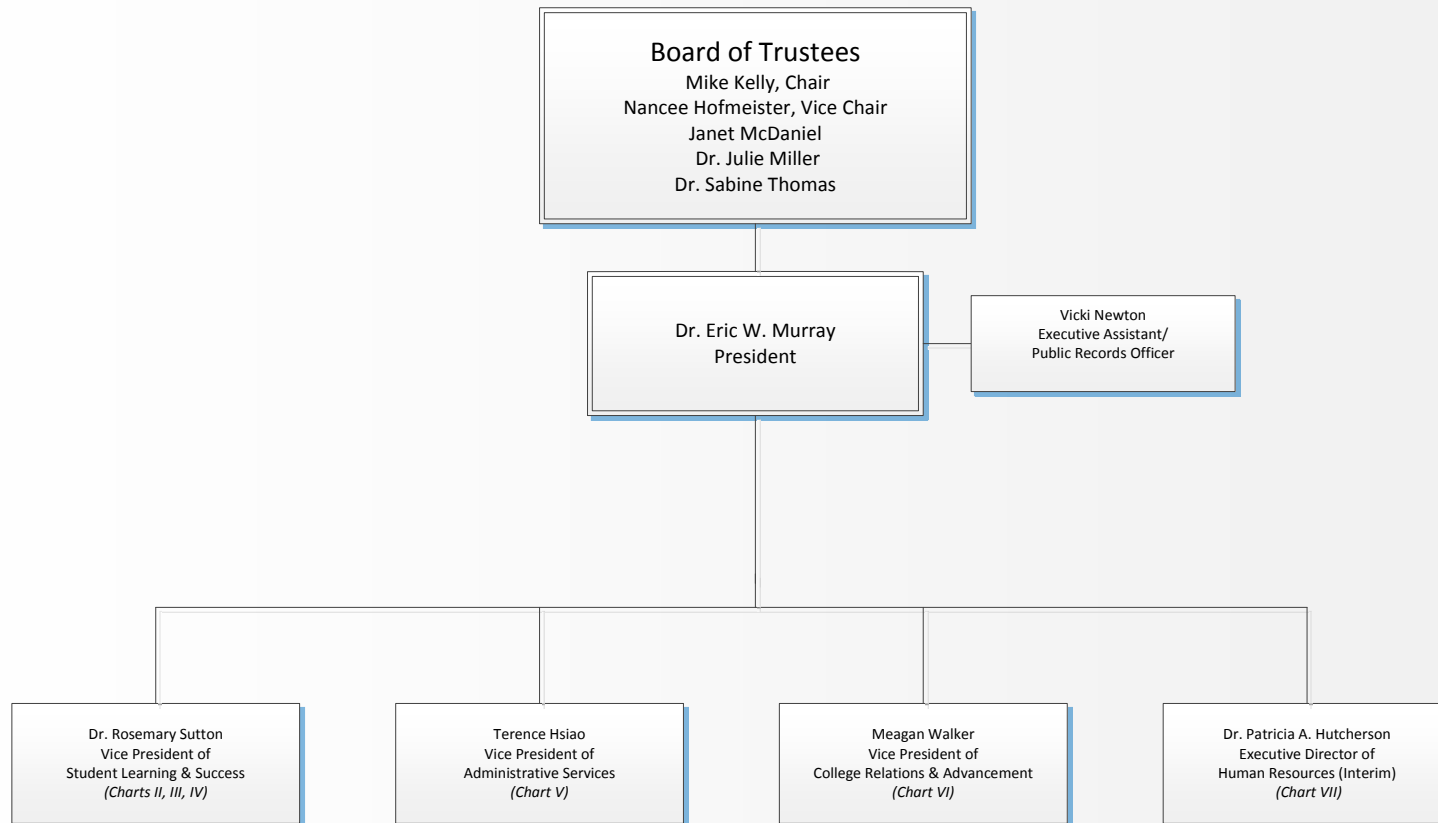 Board of Trustees
Mike Kelly, Chair
Nancee Hofmeister, Vice Chair
Janet McDaniel
Dr. Julie Miller
Dr. Sabine Thomas
Dr. Eric W. Murray
President
Vicki Newton
Executive Assistant/
Public Records Officer
Dr. Rosemary Sutton
Vice President of
Student Learning & Success
(Charts II, III, IV)
Terence Hsiao
Vice President of
Administrative Services
(Chart V)
Meagan Walker
Vice President of
College Relations & Advancement
(Chart VI)
Dr. Patricia A. Hutcherson
Executive Director of
Human Resources (Interim)
(Chart VII)